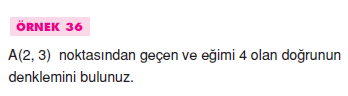 ÖRNEK 36
A(2, 3) noktasından geçen ve eğimi 4 olan doğrunun
denklemini bulunuz.